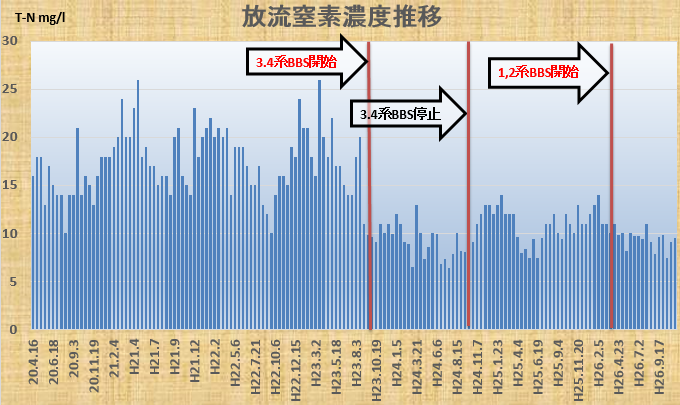 放流窒素濃度推移
T-N mg/l
30
25
20
15
10
5
0
3.4系BBS開始
3.4系BBS停止
1,2系BBS開始
20.4.16
20.6.18
20.9.3
20.11.19
21.2.4
H21.4
H21.7
H21.9
H21.12
H22.2
H22.5.6
H22.7.21
H22.10.6
H22.12.15
H23.3.2
H23.5.18
H23.8.3
H23.10.19
H24.1.5
H24.3.21
H24.6.6
H24.8.15
H24.11.7
H25.1.23
H25.4.4
H25.6.19
H25.9.4
H25.11.20
H26.2.5
H26.4.23
H26.7.2
H26.9.17